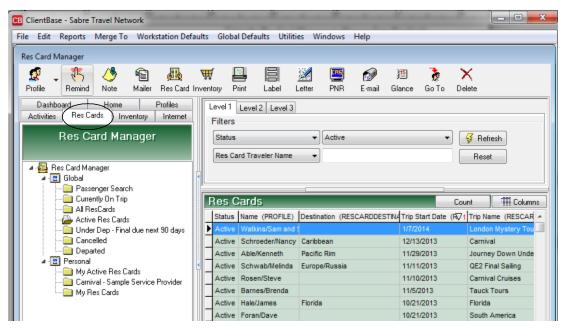 ClientBase - Sabre Travel Network
File Edit Reports Merge To Workstation Defaults Global Defaults Utilities Windows Help
Res Card Manager
Profile Remind Note Mailer Res Card Inventory Print Label Letter PNR E-mail Glance Go To Delete
Dashboard Home Profiles
Activities Res Cards Inventory Internet
Res Card Manager
Res Card Manager
Global
Passenger Search
Currently On Trip
All ResCards
Active Res Cards
Under Dep - Final due next 90 days
Cancelled
Departed
Personal
My Active Res Cards
Carnival - Sample Service Provider
My Res Cards
Level 1 Level 2 Level 3
Filters
Status Active Refresh
Res Card Traveler Name Reset
Res Cards Count Columns
Status Name (PROFILE) Destination (RESCARDDESTINA Trip Start Date (R 1 Trip Name (RESCAR
Active Watkins/Sam and S 1/7/2014 London Mystery Tou
Active Schroeder/Nancy Caribbean 12/13/2013 Carnival
Active Able/Kenneth Pacific Rim 11/29/2013 Journey Down Unde
Active Schwab/Melinda Europe/Russia 11/11/2013 QE2 Final Sailing
Active Rosen/Steve 11/10/2013 Carnival Cruises
Active Barnes/Brenda 11/5/2013 Tauck Tours
Active Hale/James Florida 10/21/2013 Florida
Active Foran/Dave 10/21/2013 South America